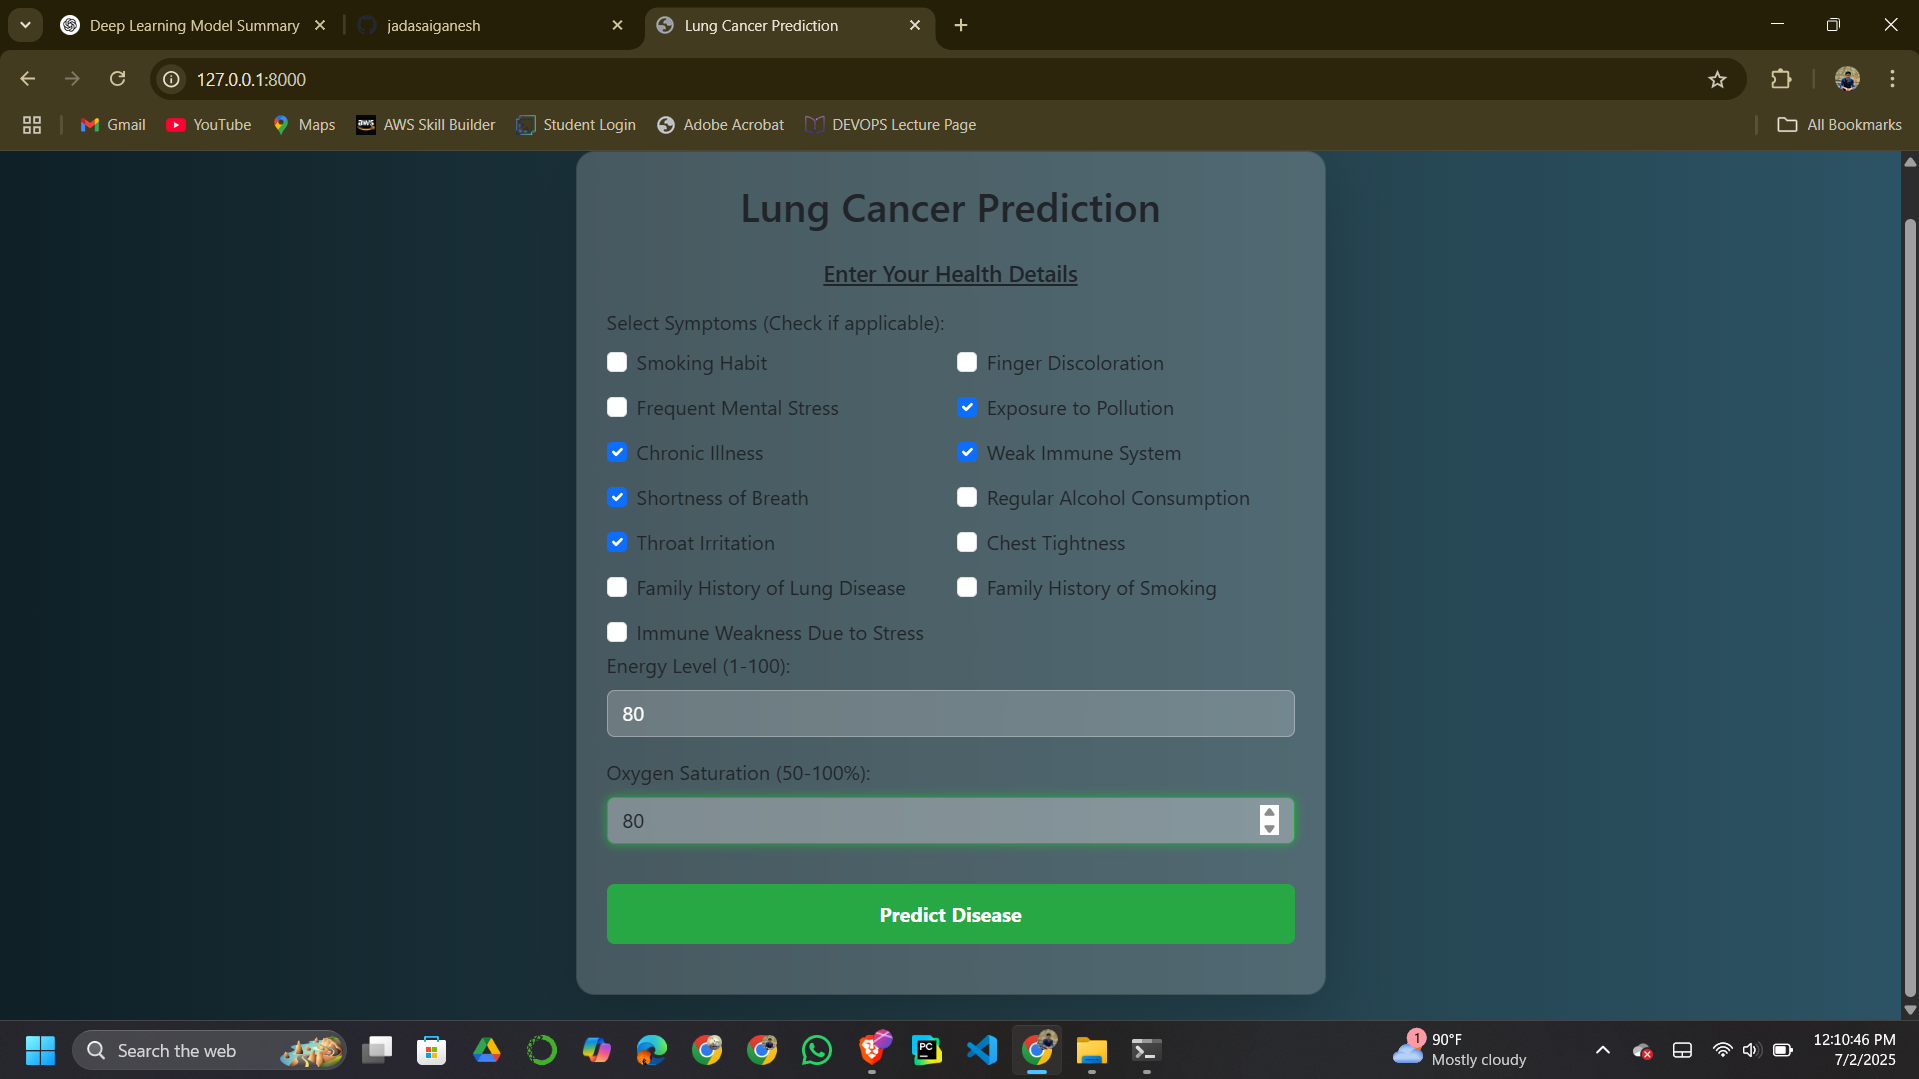 Deep Learning Model Summary
jadasaiganesh
Lung Cancer Prediction
127.0.0.1:8000
Gmail
YouTube
Maps
aws
AWS Skill Builder
Student Login
Adobe Acrobat
DEVOPS Lecture Page
All Bookmarks
Lung Cancer Prediction
Enter Your Health Details
Select Symptoms (Check if applicable):
Smoking Habit
Finger Discoloration
Frequent Mental Stress
Exposure to Pollution
Chronic Illness
Weak Immune System
Shortness of Breath
Regular Alcohol Consumption
Throat Irritation
Chest Tightness
Family History of Lung Disease
Family History of Smoking
Immune Weakness Due to Stress
Energy Level (1-100):
80
Oxygen Saturation (50-100%):
80
Predict Disease
Search the web
PC
1
90°F
Mostly cloudy
12:10:46 PM
7/2/2025